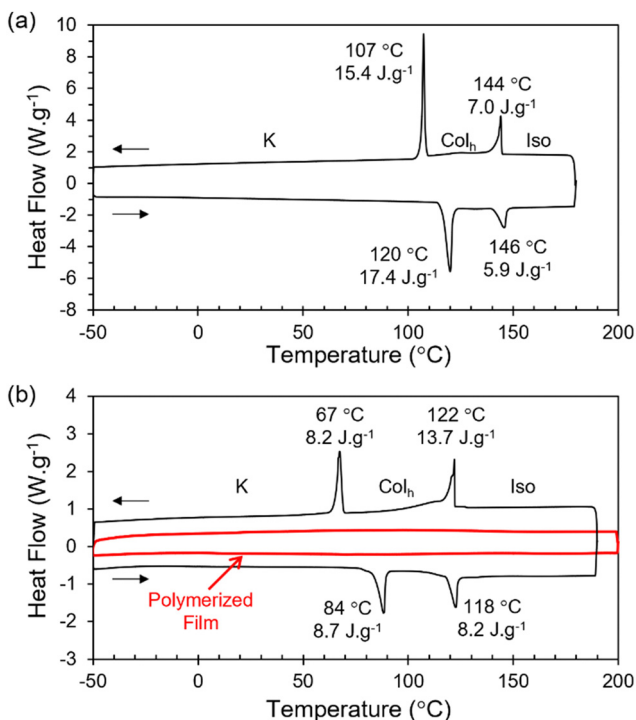 (a)
10
8
6
4
2
0
-2
-4
-6
-8
Heat Flow (W.g-1)
107 °C
15.4 J.g-1
144 °C
7.0 J.g-1
K
Colh
Iso
120 °C
17.4 J.g-1
146 °C
5.9 J.g-1
-50
0
50
100
150
200
Temperature (°C)
(b)
4
3
2
1
0
-1
-2
-3
Heat Flow (W.g-1)
67 °C
8.2 J.g-1
122 °C
13.7 J.g-1
K
Colh
Iso
Polymerized
Film
84 °C
8.7 J.g-1
118 °C
8.2 J.g-1
-50
0
50
100
150
200
Temperature (°C)